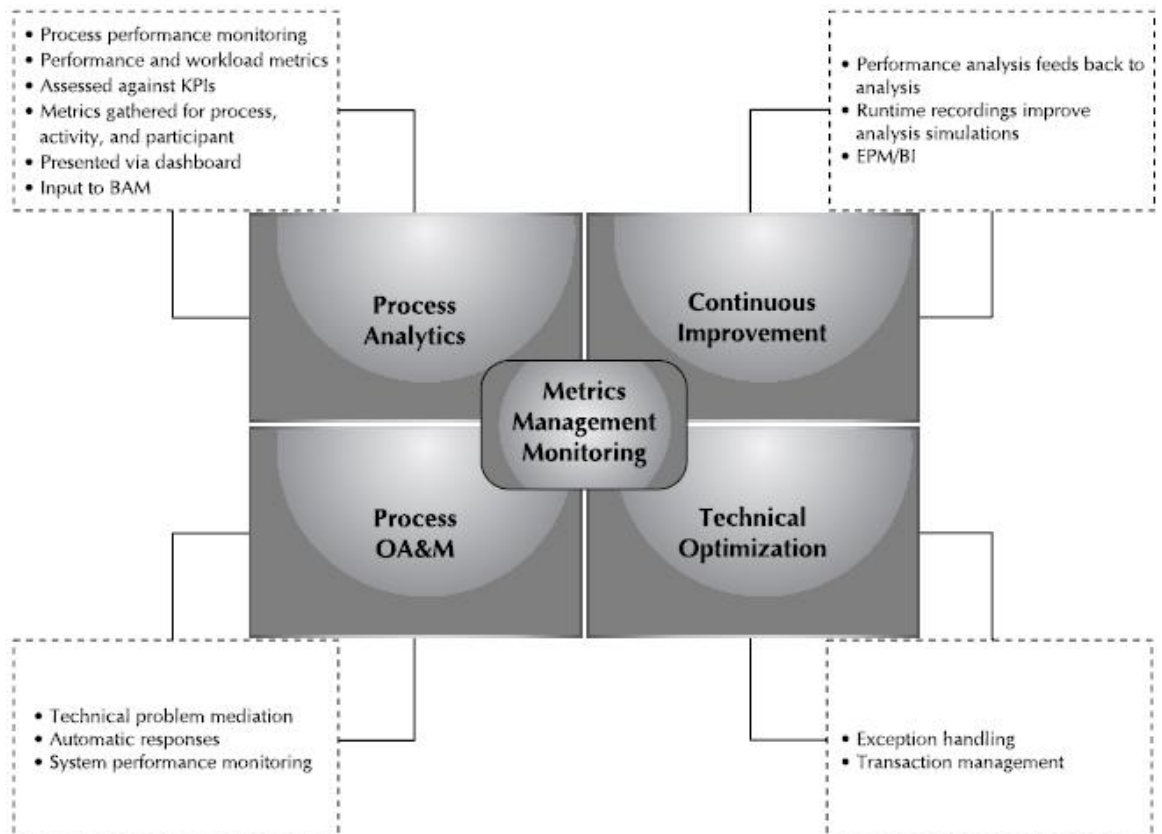 • Process performance monitoring
• Performance and workload metrics
• Assessed against KPIs
• Metrics gathered for process,
activity, and participant
• Presented via dashboard
• Input to BAM
• Performance analysis feeds back to
analysis
• Runtime recordings improve
analysis simulations
• EPM/BI
Process
Analytics
Continuous
Improvement
Metrics
Management
Monitoring
Process
OA&M
Technical
Optimization
• Technical problem mediation
• Automatic responses
• System performance monitoring
• Exception handling
• Transaction management